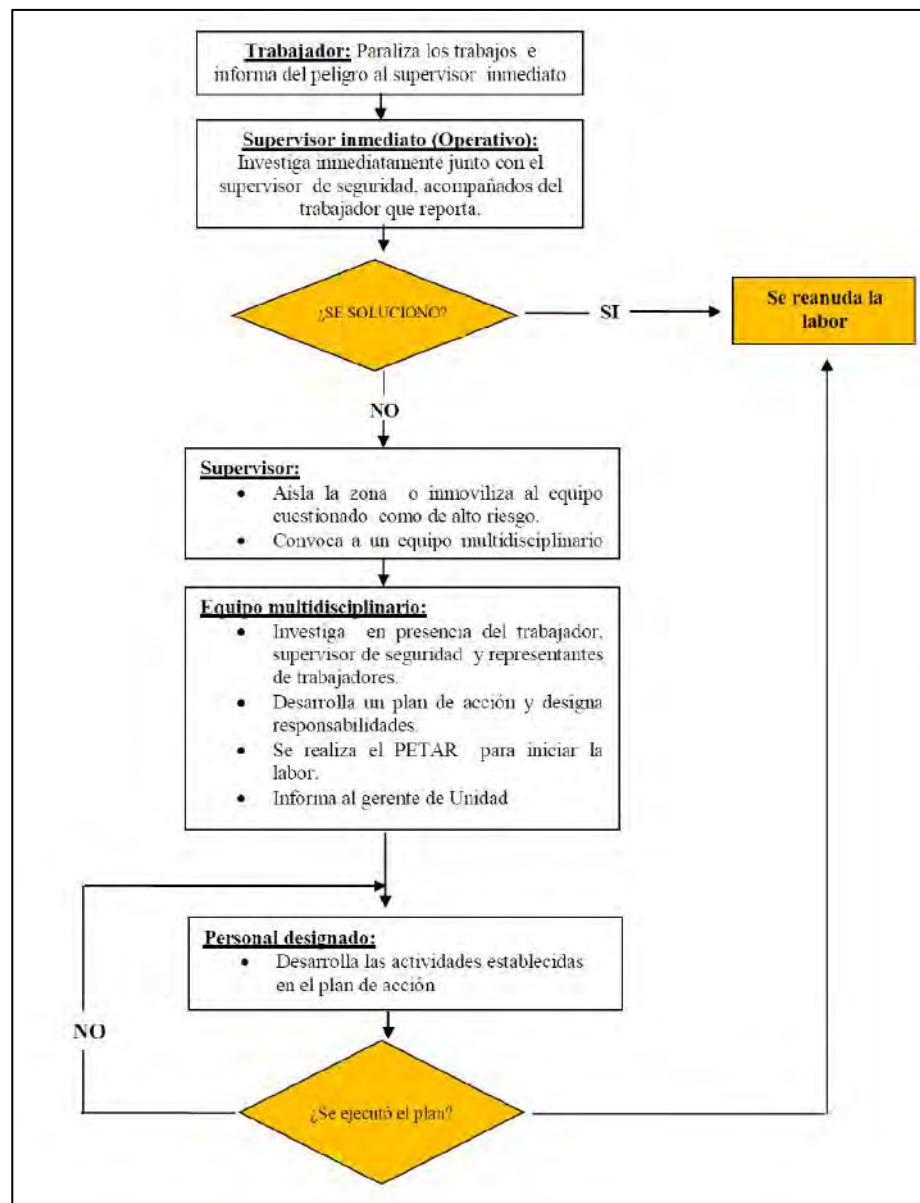 Trabajador: Paraliza los trabajos e
informa del peligro al supervisor inmediato
Supervisor inmediato (Operativo):
Investiga inmediatamente junto con el
supervisor de seguridad, acompañados del
trabajador que reporta.
¿SE SOLUCIONO?
SI
Se reanuda la
labor
NO
Supervisor:
• Aisla la zona o inmoviliza al equipo
cuestionado como de alto riesgo.
• Convoca a un equipo multidisciplinario
Equipo multidisciplinario:
• Investiga en presencia del trabajador,
supervisor de seguridad y representantes
de trabajadores.
• Desarrolla un plan de acción y designa
responsabilidades.
• Se realiza el PETAR para iniciar la
labor.
• Informa al gerente de Unidad
Personal designado:
• Desarrolla las actividades establecidas
en el plan de acción
NO
¿Se ejecutó el plan?